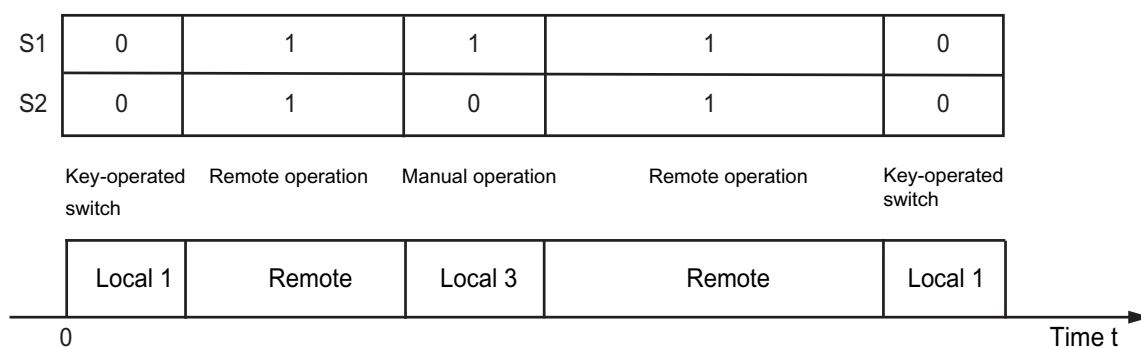 S1 0 1 1 1 0
S2 0 1 0 1 0
Key-operated Remote operation Manual operation Remote operation Key-operated
switch switch
Local 1 Remote Local 3 Remote Local 1
0 Time t